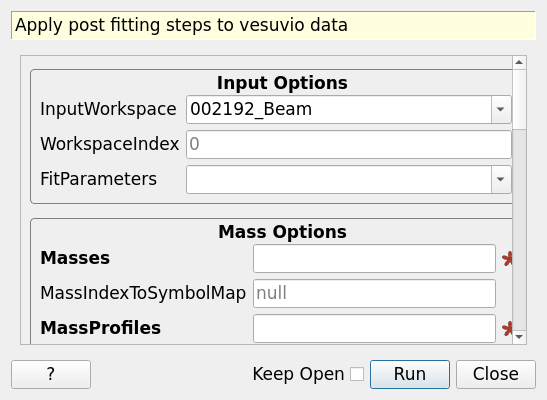 Apply post fitting steps to vesuvio data
Input Options
InputWorkspace 002192_Beam
WorkspaceIndex 0
FitParameters
Mass Options
Masses
MassIndexToSymbolMap null
MassProfiles
? Keep Open Run Close